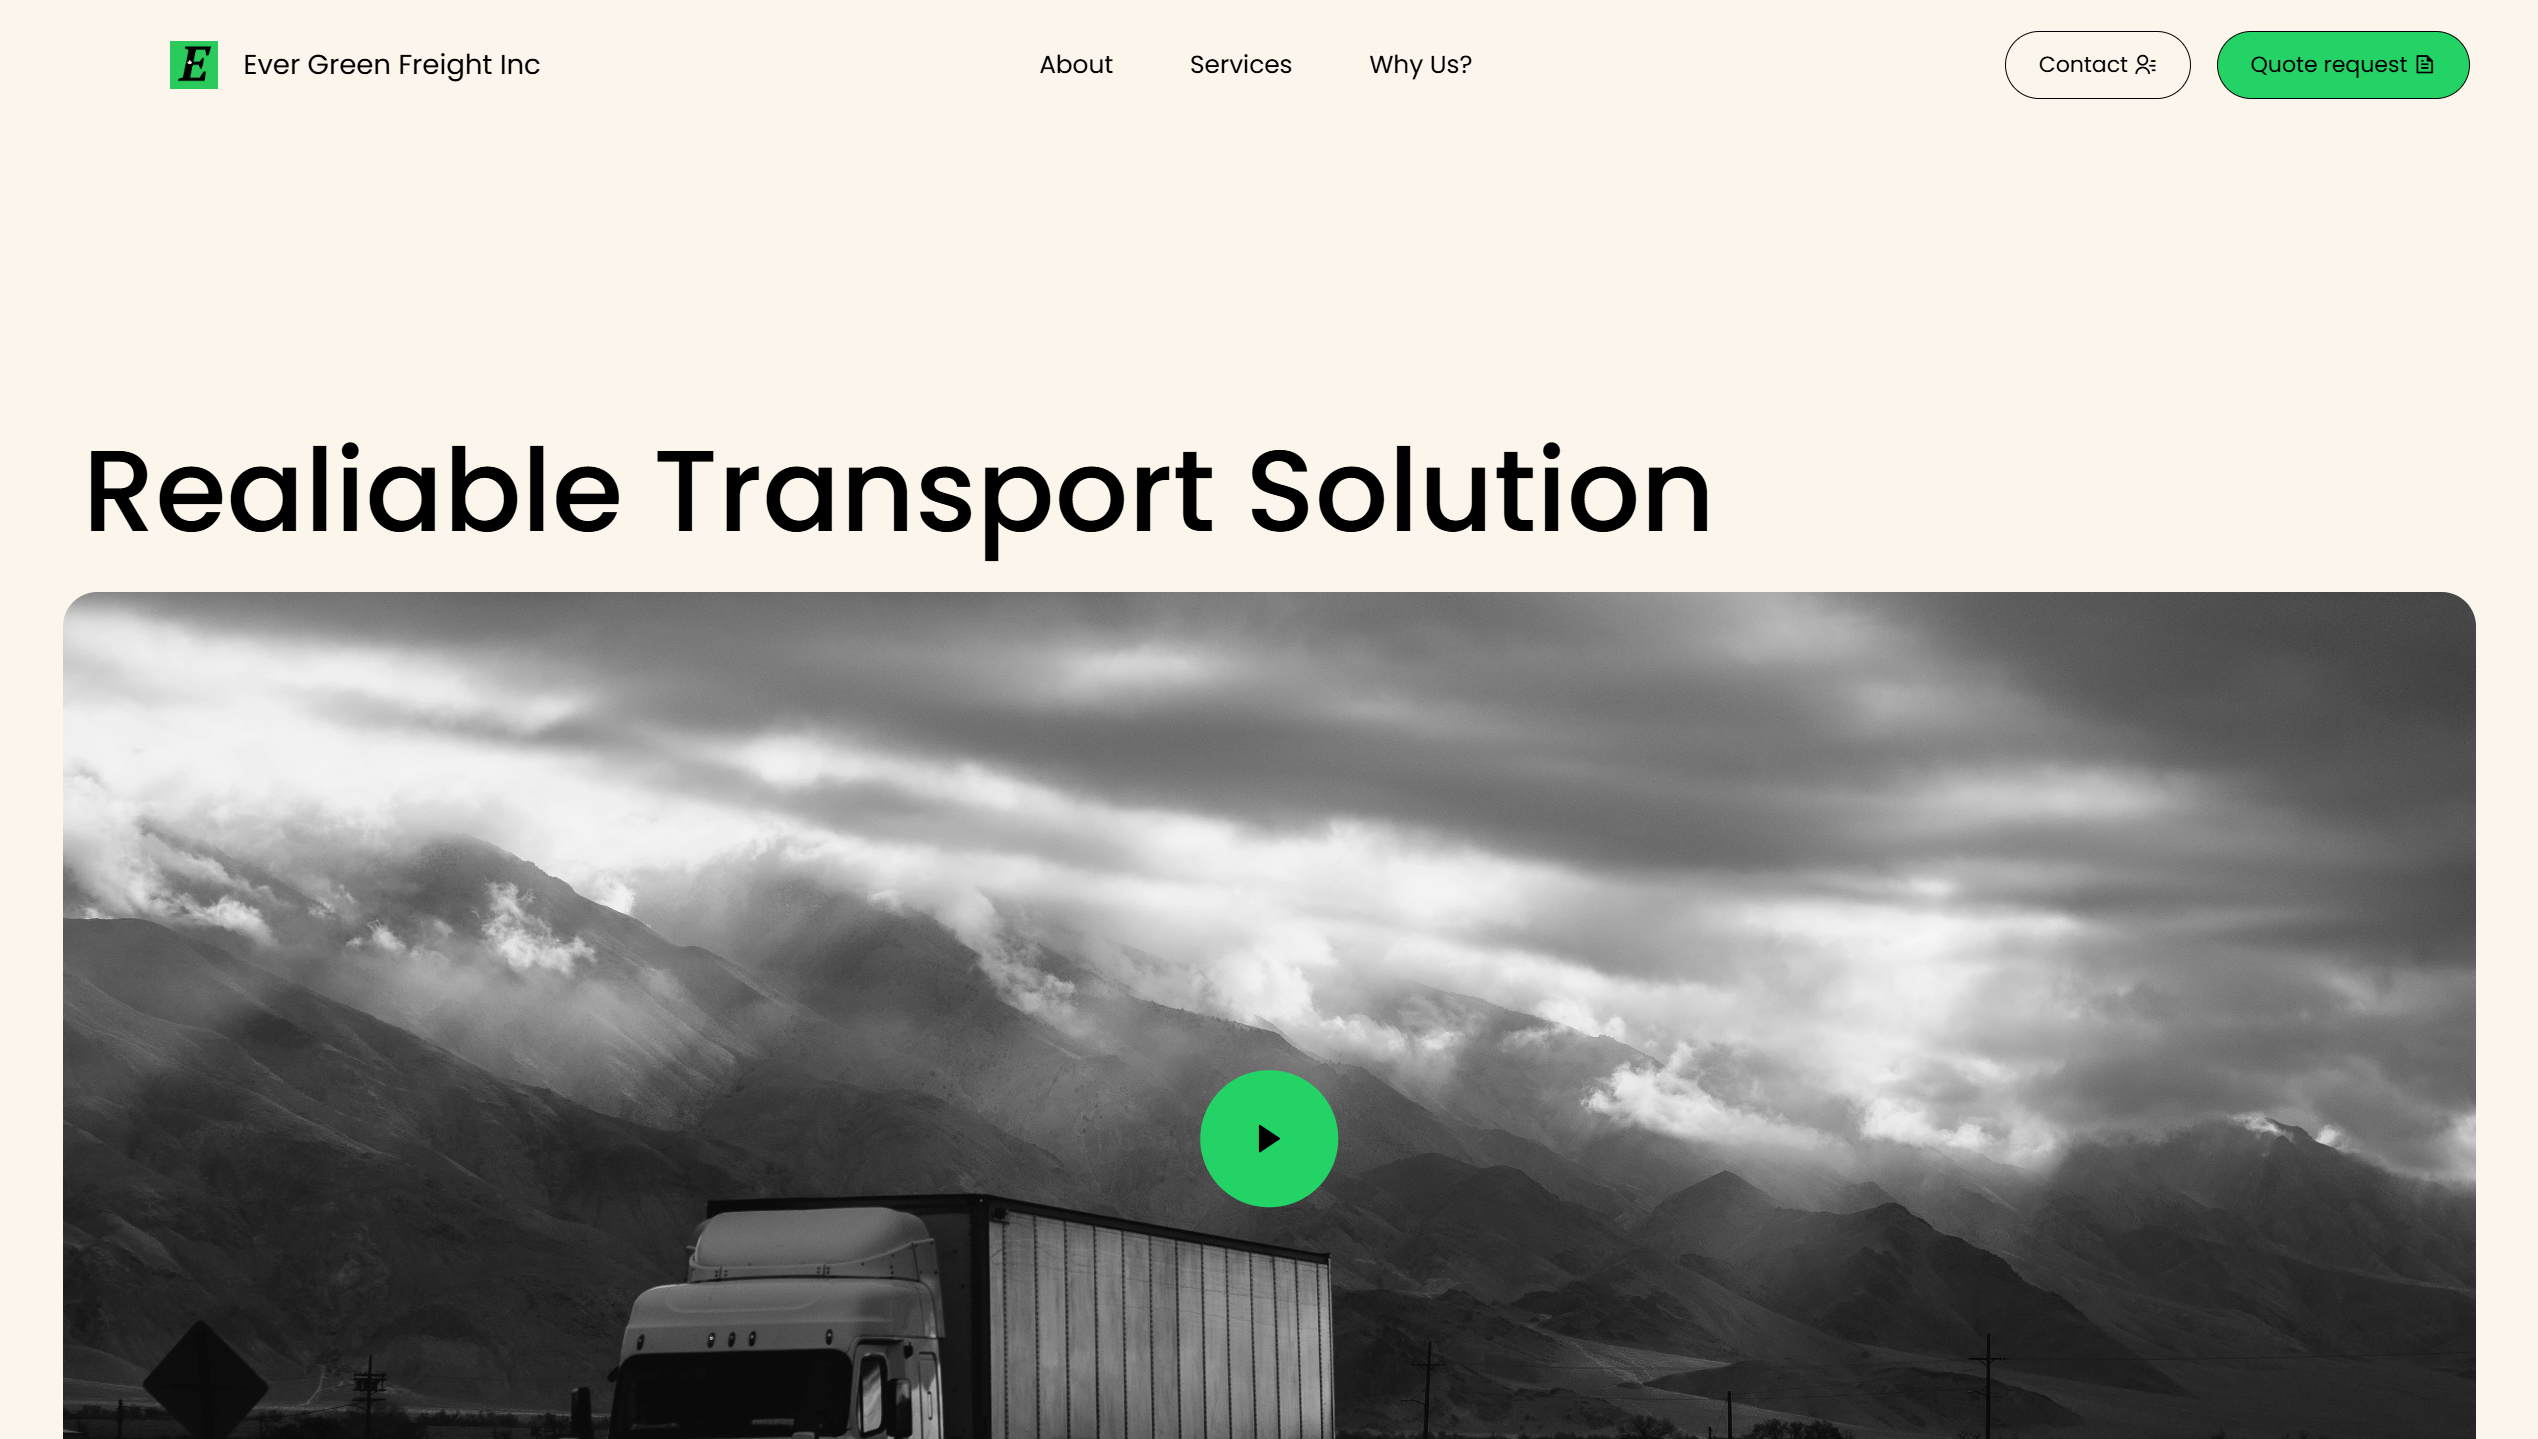 E Ever Green Freight Inc
About Services Why Us?
Contact
Quote request
Realiable Transport Solution